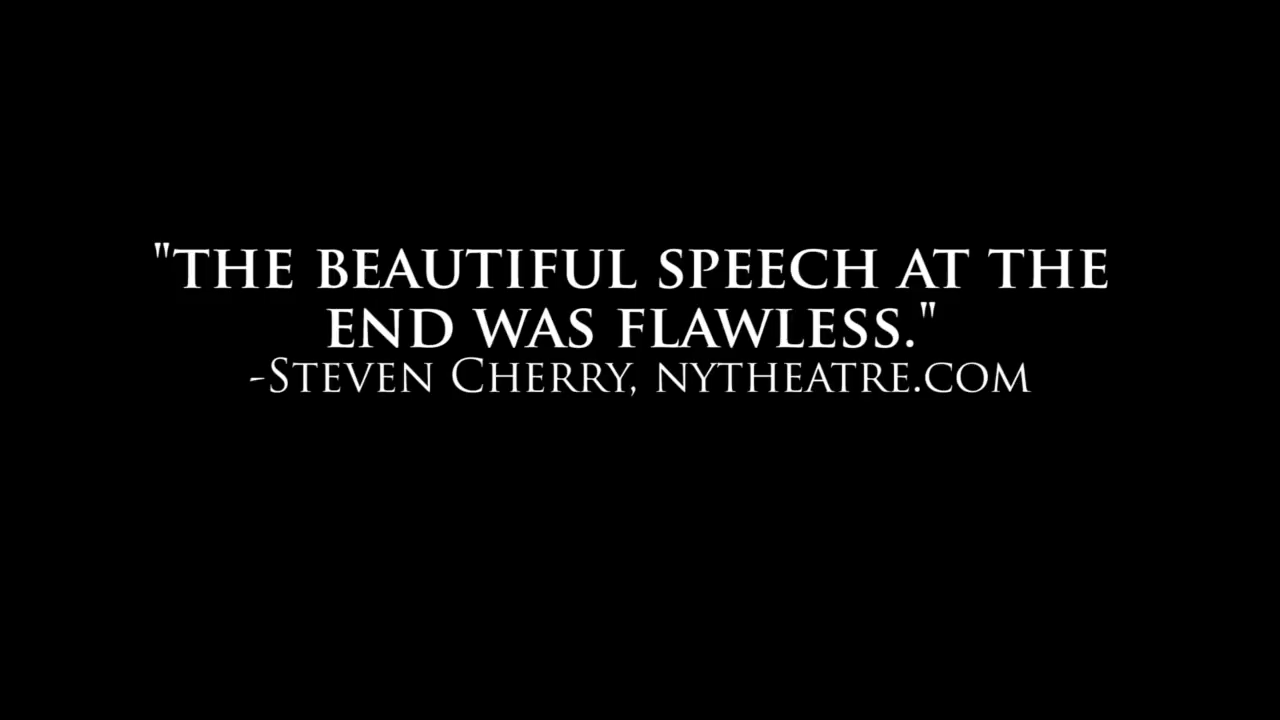 "THE BEAUTIFUL SPEECH AT THE
END WAS FLAWLESS."
-STEVEN CHERRY, NYTHEATRE.COM